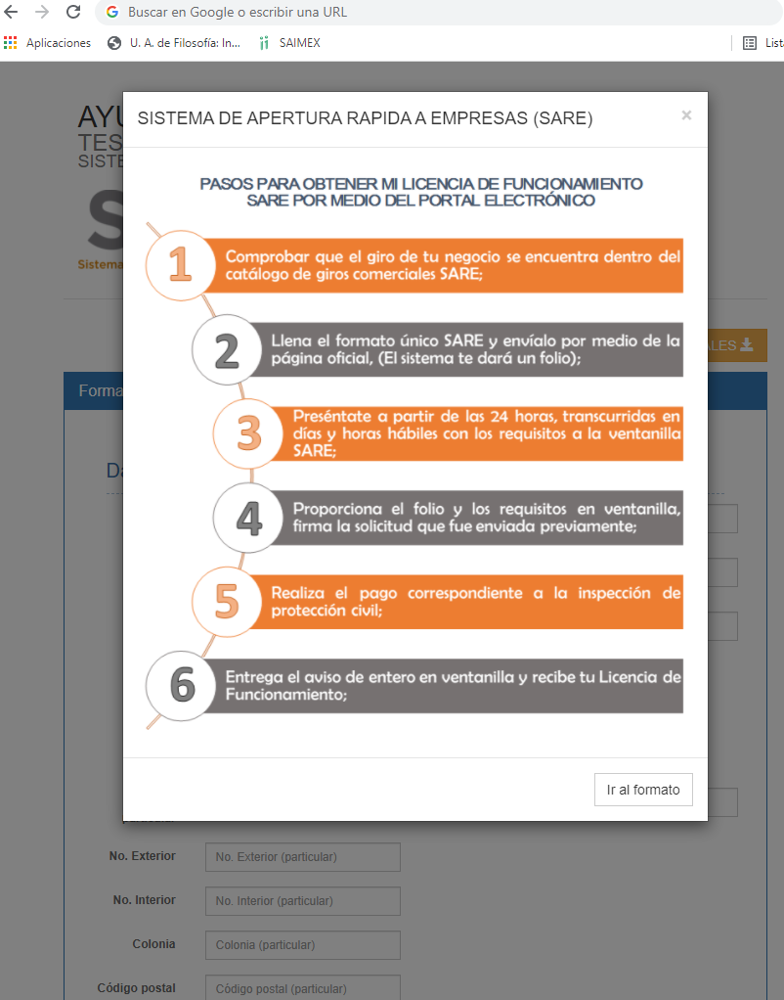 Buscar en Google o escribir una URL
Aplicaciones
U. A. de Filosofía: In...
SAIMEX
List
AYU
TES
SISTE
S
Sistema
SISTEMA DE APERTURA RAPIDA A EMPRESAS (SARE)
×
PASOS PARA OBTENER MI LICENCIA DE FUNCIONAMIENTO
SARE POR MEDIO DEL PORTAL ELECTRÓNICO
1
Comprobar que el giro de tu negocio se encuentra dentro del
catálogo de giros comerciales SARE;
2
Llena el formato único SARE y envíalo por medio de la
página oficial, (El sistema te dará un folio);
ALES
Forma
3
Preséntate a partir de las 24 horas, transcurridas en
días y horas hábiles con los requisitos a la ventanilla
SARE;
Da
4
Proporciona el folio y los requisitos en ventanilla,
firma la solicitud que fue enviada previamente;
5
Realiza el pago correspondiente a la inspección de
protección civil;
6
Entrega el aviso de entero en ventanilla y recibe tu Licencia de
Funcionamiento;
Ir al formato
No. Exterior
No. Exterior (particular)
No. Interior
No. Interior (particular)
Colonia
Colonia (particular)
Código postal
Código postal (particular)